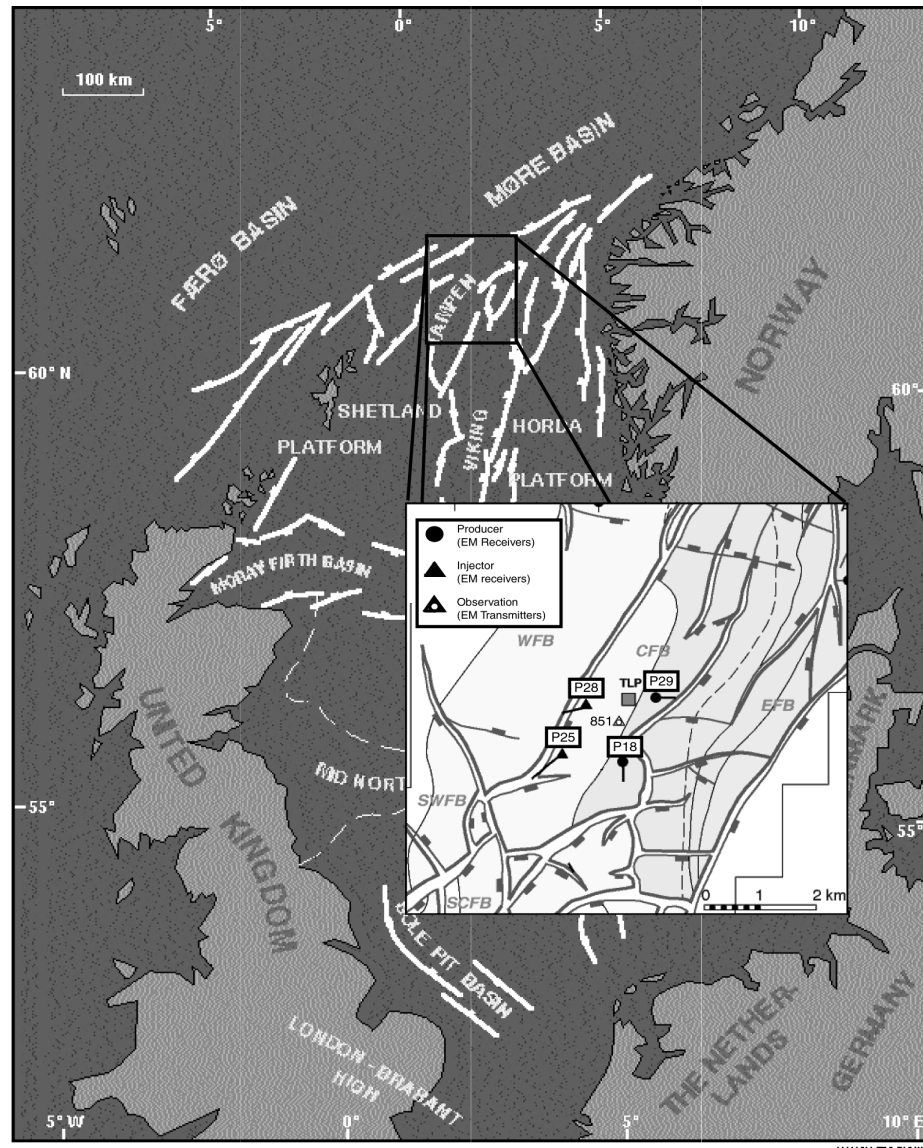 5°
0°
5°
10°
100 km
MØRE BASIN
FÆRØ BASIN
NORWAY
TAMPEN
60° N
60°
SHETLAND
PLATFORM
VIKING
HORDA
PLATFORM
MORAY FIRTH BASIN
Producer
(EM Receivers)
Injector
(EM receivers)
Observation
(EM Transmitters)
WFB
CFB
TLP
P29
P28
851
EFB
P25
P18
UNITED
KINGDOM
MID NORT
SWFB
SCFB
0 1 2 km
NMARK
55°
55°
SOLE PIT BASIN
LONDON-BRABANT
HIGH
THE NETHER-
LANDS
GERMANY
5° W
0°
5°
10° E